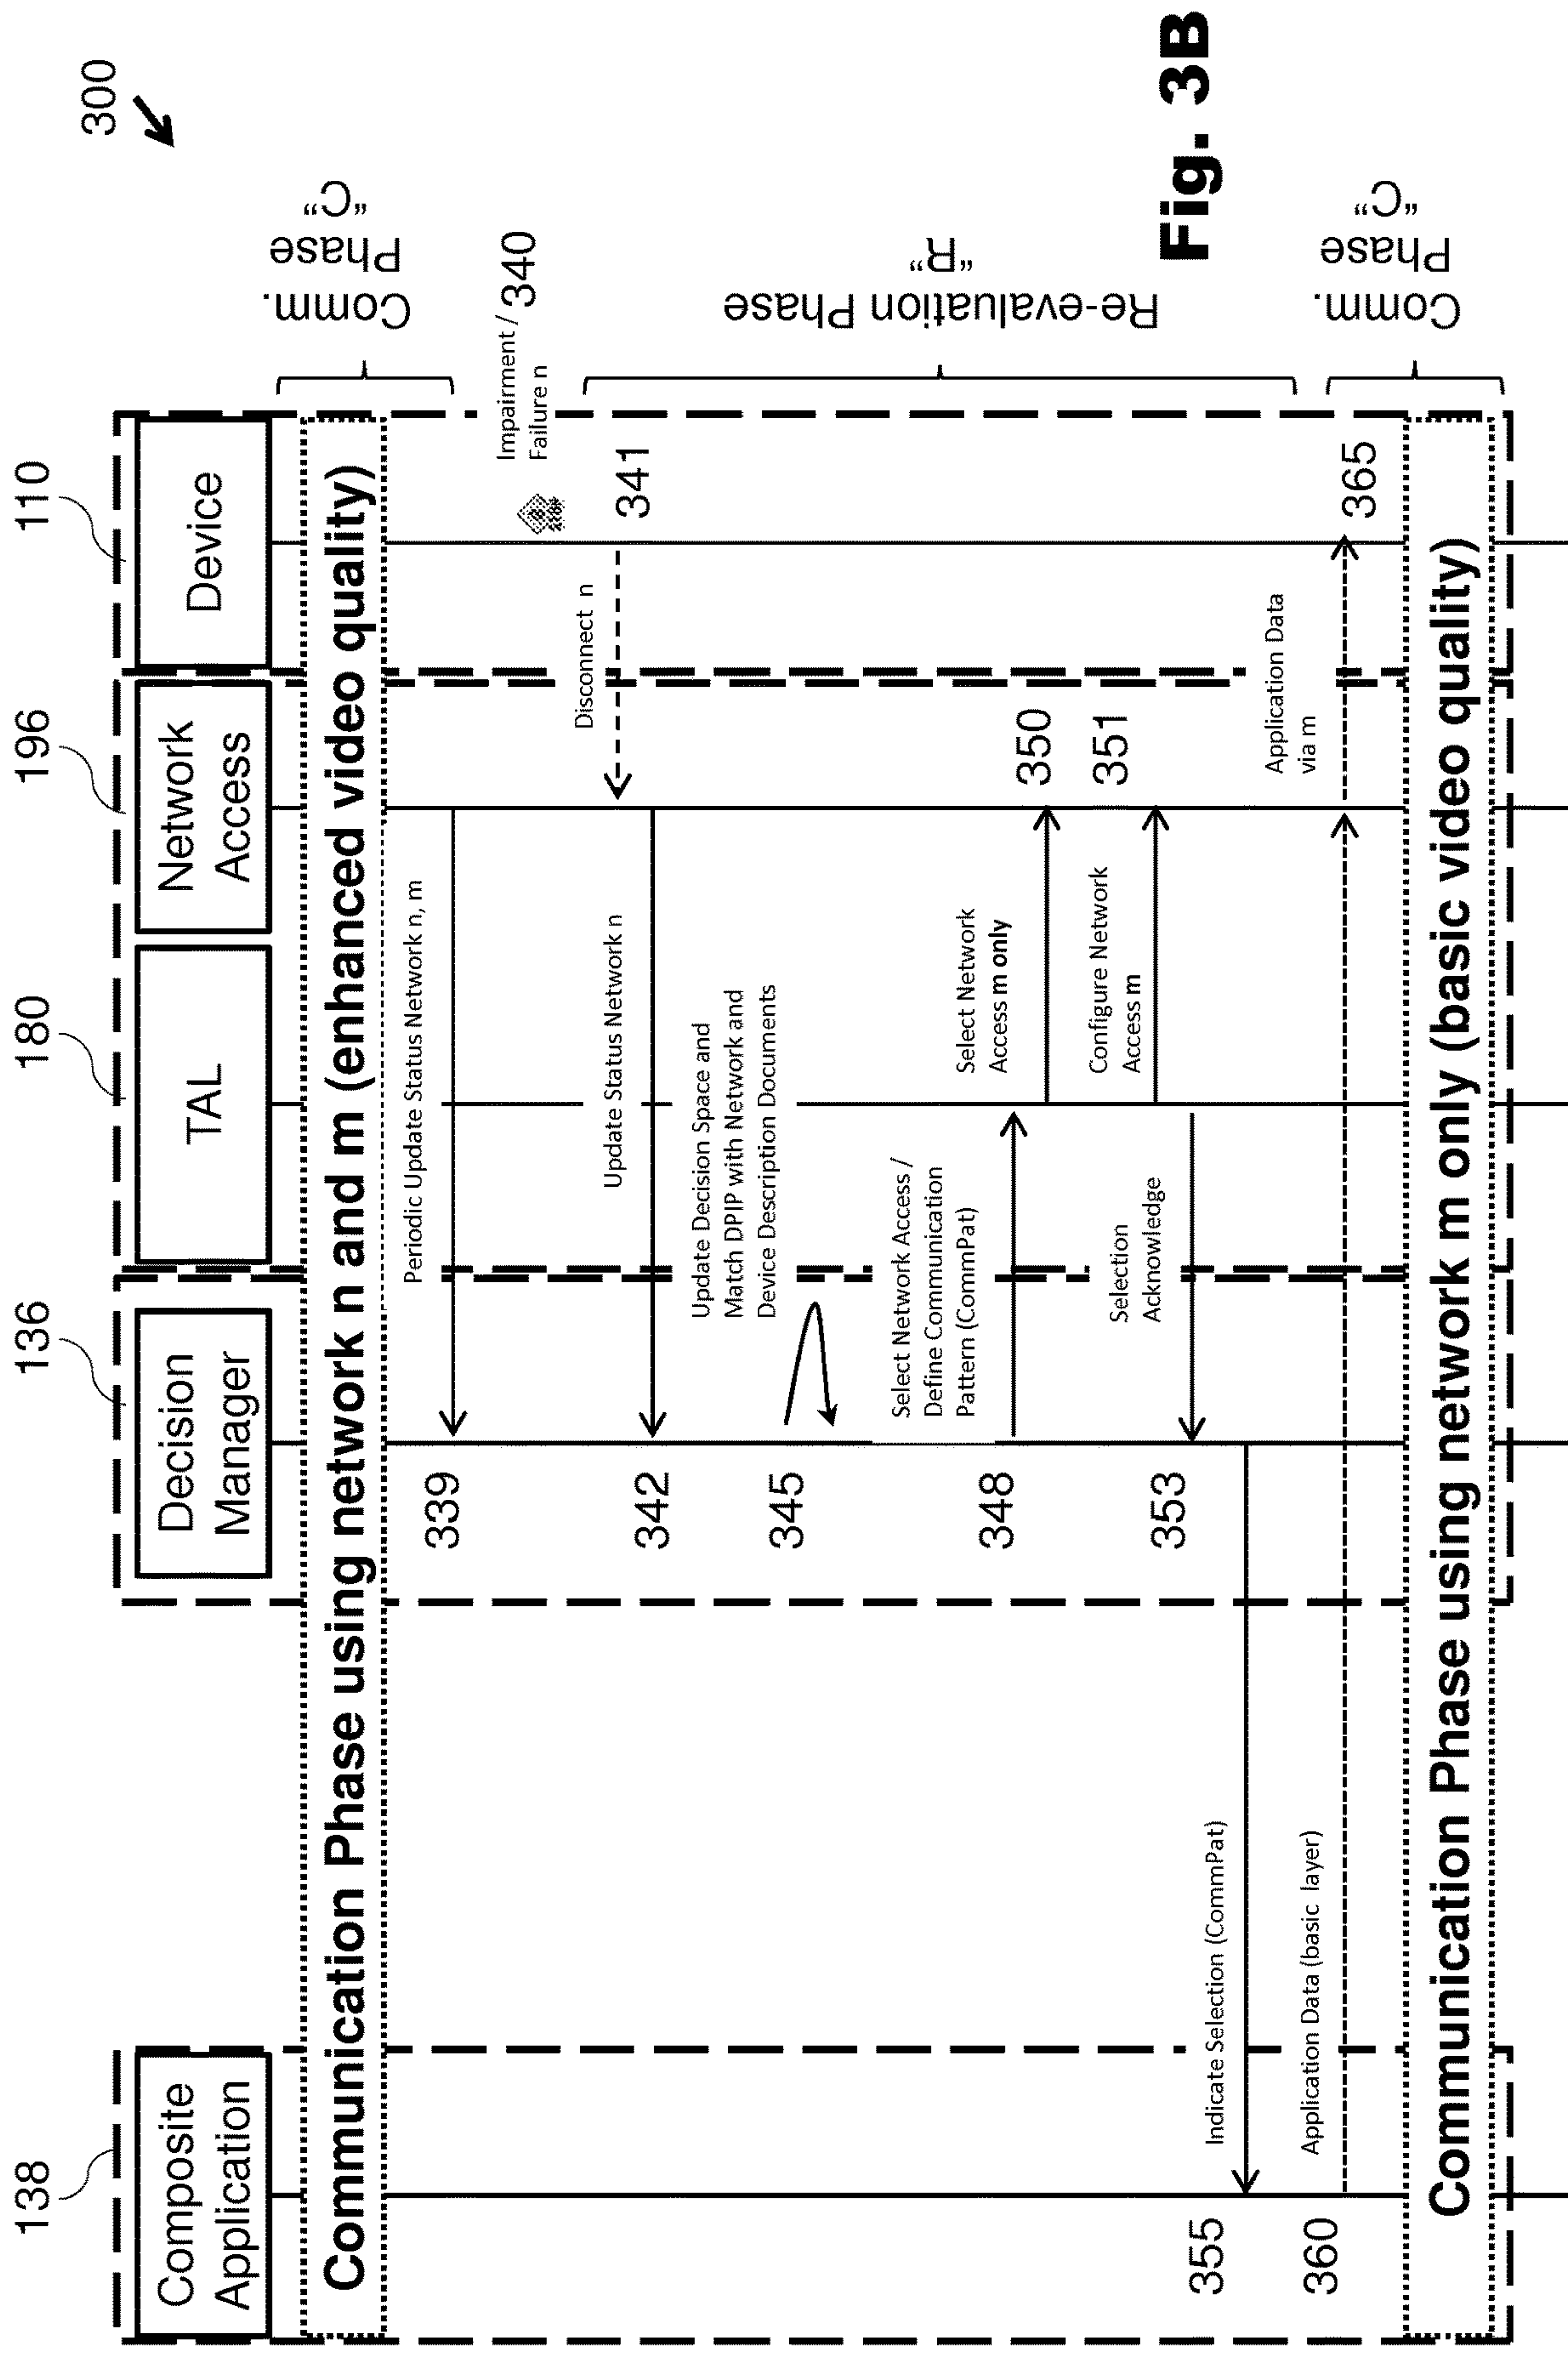 300
138
136
180
196
110
Composite
Application
Decision
Manager
TAL
Network
Access
Device
Communication Phase using network n and m (enhanced video quality)
Comm.
Phase
“C”
339
Periodic Update Status Network n, m
Impairment /
Failure n
340
Disconnect n
341
342
Update Status Network n
345
Update Decision Space and
Match DPIP with Network and
Device Description Documents
Re-evaluation Phase
“R”
348
Select Network Access /
Define Communication
Pattern (CommPat)
Select Network
Access m only
350
Configure Network
Access m
351
353
Selection
Acknowledge
355
Indicate Selection (CommPat)
360
Application Data (basic layer)
Application Data
via m
365
Communication Phase using network m only (basic video quality)
Comm.
Phase
“C”
Fig. 3B